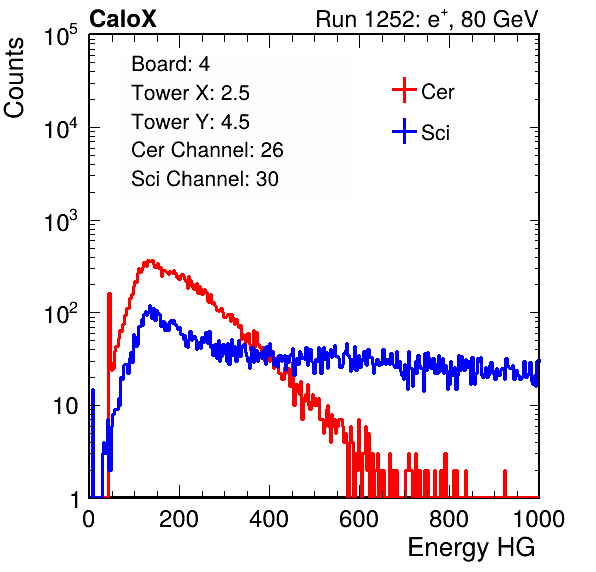 CaloX Run 1252: e⁺, 80 GeV
Counts
10⁵
10⁴
10³
10²
10
1
Board: 4
Tower X: 2.5
Tower Y: 4.5
Cer Channel: 26
Sci Channel: 30
Cer
Sci
0 200 400 600 800 1000
Energy HG